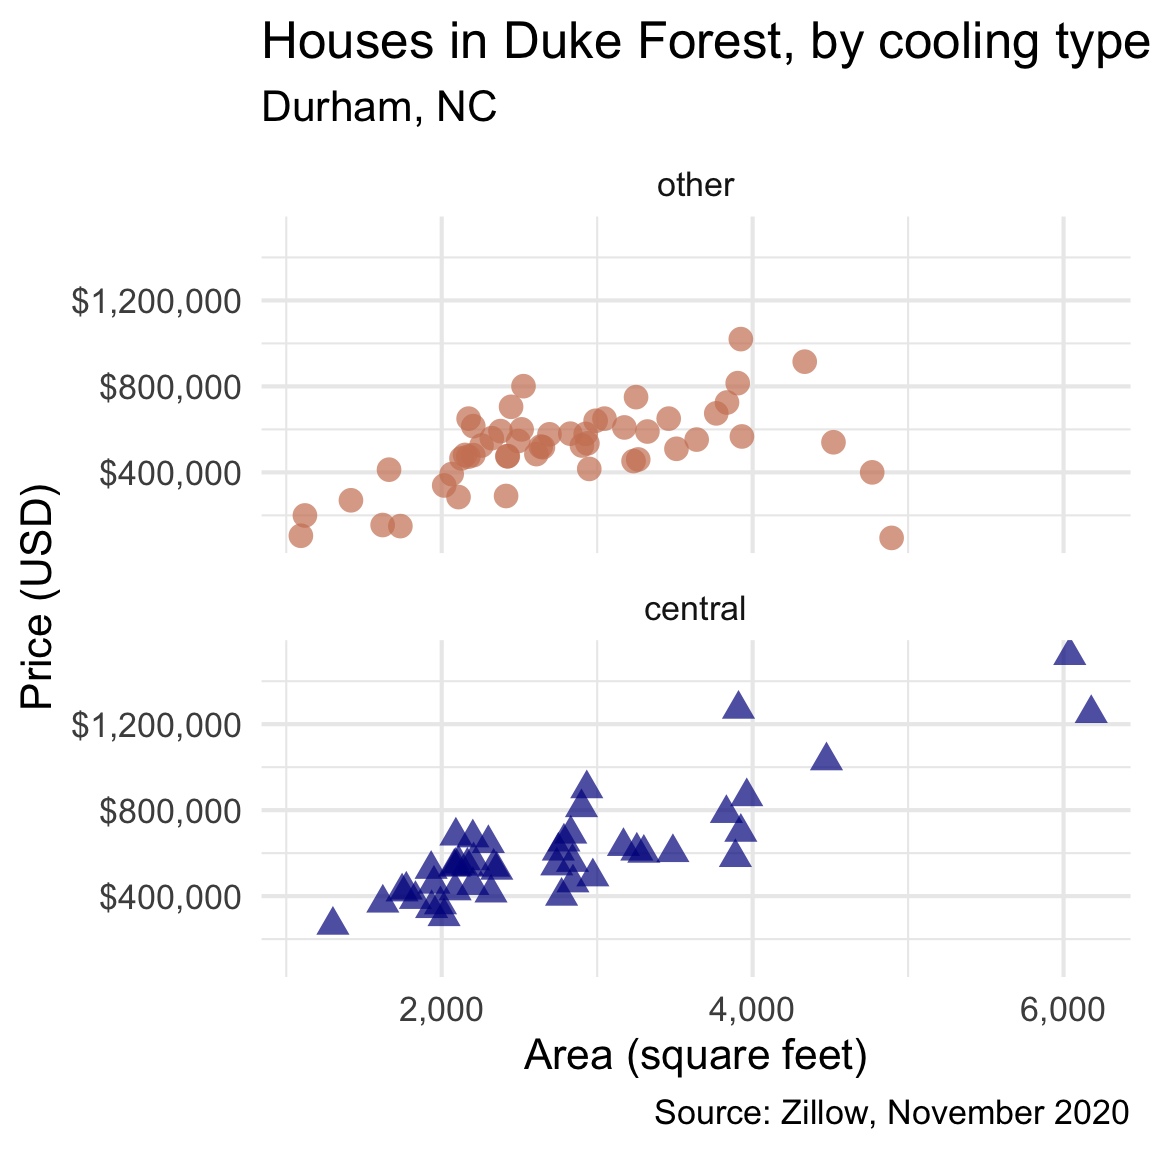 Houses in Duke Forest, by cooling type
Durham, NC
other
$1,200,000
$800,000
$400,000
Price (USD)
central
$1,200,000
$800,000
$400,000
2,000 4,000 6,000
Area (square feet)
Source: Zillow, November 2020